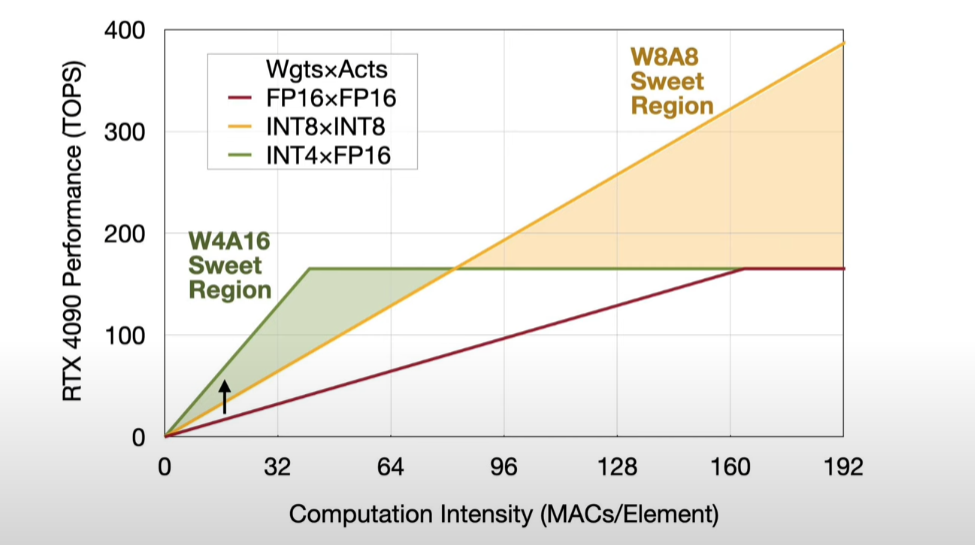 400
300
200
100
0
RTX 4090 Performance (TOPS)
Wgts×Acts
FP16×FP16
INT8×INT8
INT4×FP16
W8A8
Sweet
Region
W4A16
Sweet
Region
0 32 64 96 128 160 192
Computation Intensity (MACs/Element)